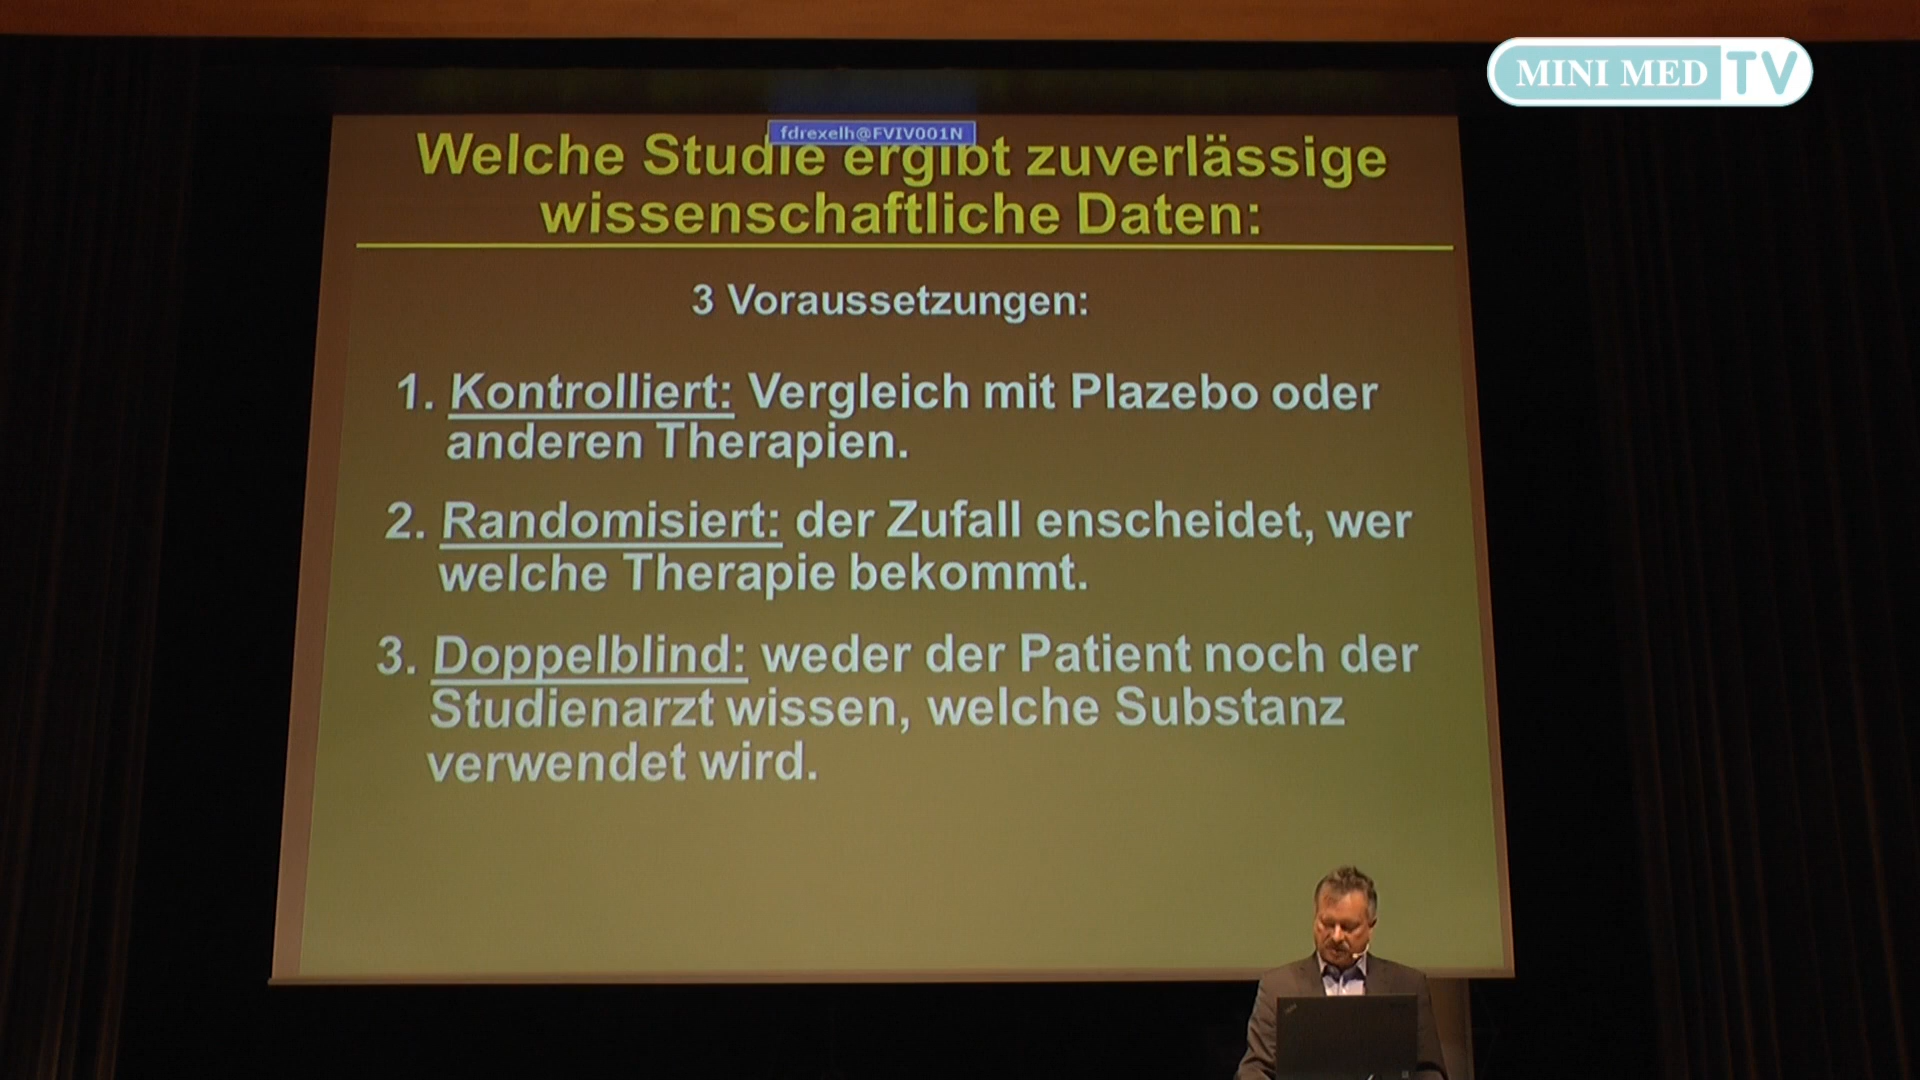 MINI MED TV
fdrexelh@FVIV001N
Welche Studie ergibt zuverlässige
wissenschaftliche Daten:
3 Voraussetzungen:
1. Kontrolliert: Vergleich mit Plazebo oder
anderen Therapien.
2. Randomisiert: der Zufall enscheidet, wer
welche Therapie bekommt.
3. Doppelblind: weder der Patient noch der
Studienarzt wissen, welche Substanz
verwendet wird.